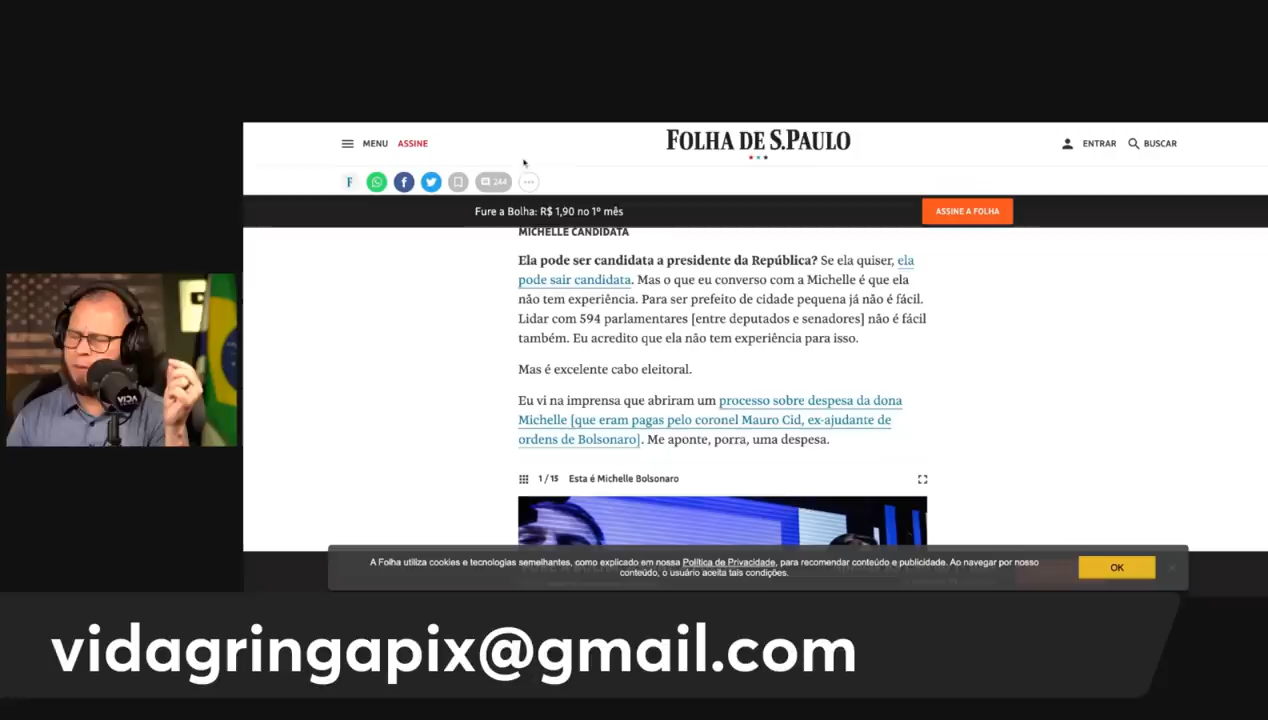 MENU ASSINE
FOLHA DE S.PAULO
ENTRAR BUSCAR
F 244
Fure a Bolha: R$ 1,90 no 1º mês
ASSINE A FOLHA
MICHELLE CANDIDATA
Ela pode ser candidata a presidente da República? Se ela quiser, ela
pode sair candidata. Mas o que eu converso com a Michelle é que ela
não tem experiência. Para ser prefeito de cidade pequena já não é fácil.
Lidar com 594 parlamentares [entre deputados e senadores] não é fácil
também. Eu acredito que ela não tem experiência para isso.
Mas é excelente cabo eleitoral.
Eu vi na imprensa que abriram um processo sobre despesa da dona
Michelle [que eram pagas pelo coronel Mauro Cid, ex-ajudante de
ordens de Bolsonaro]. Me aponte, porra, uma despesa.
1 / 15 Esta é Michelle Bolsonaro
A Folha utiliza cookies e tecnologias semelhantes, como explicado em nossa Política de Privacidade, para recomendar conteúdo e publicidade. Ao navegar por nosso
conteúdo, o usuário aceita tais condições.
OK
VIDA
vidagringapix@gmail.com